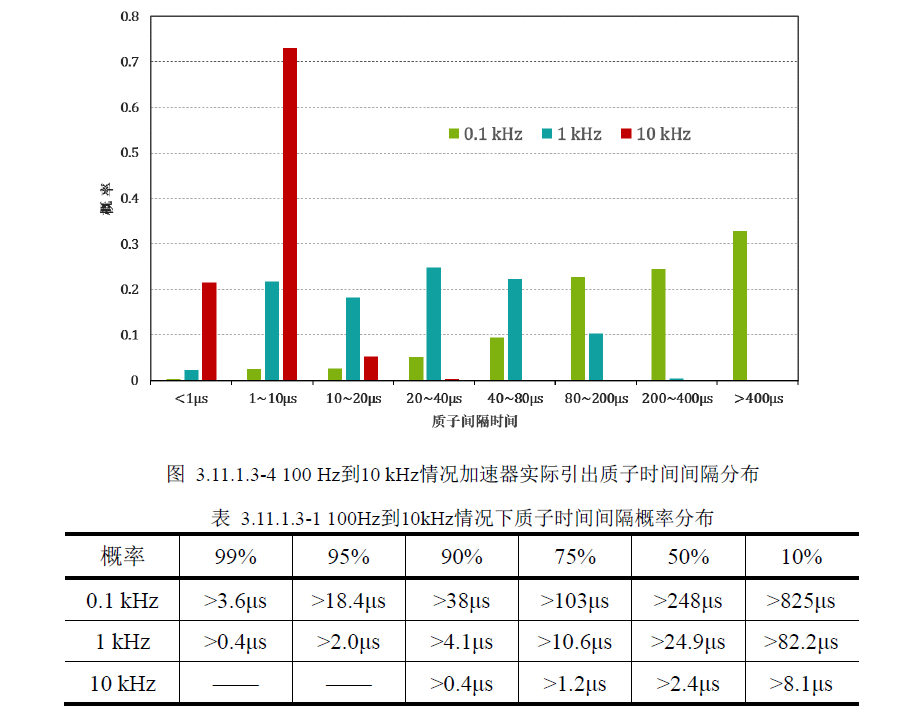 0.8
0.7
0.6
0.5
0.4
0.3
0.2
0.1
0
概 率
0.1 kHz 1 kHz 10 kHz
<1μs 1~10μs 10~20μs 20~40μs 40~80μs 80~200μs 200~400μs >400μs
质子间隔时间
图 3.11.1.3-4 100 Hz到10 kHz情况加速器实际引出质子时间间隔分布
表 3.11.1.3-1 100Hz到10kHz情况下质子时间间隔概率分布
概率 99% 95% 90% 75% 50% 10%
0.1 kHz >3.6μs >18.4μs >38μs >103μs >248μs >825μs
1 kHz >0.4μs >2.0μs >4.1μs >10.6μs >24.9μs >82.2μs
10 kHz —— —— >0.4μs >1.2μs >2.4μs >8.1μs